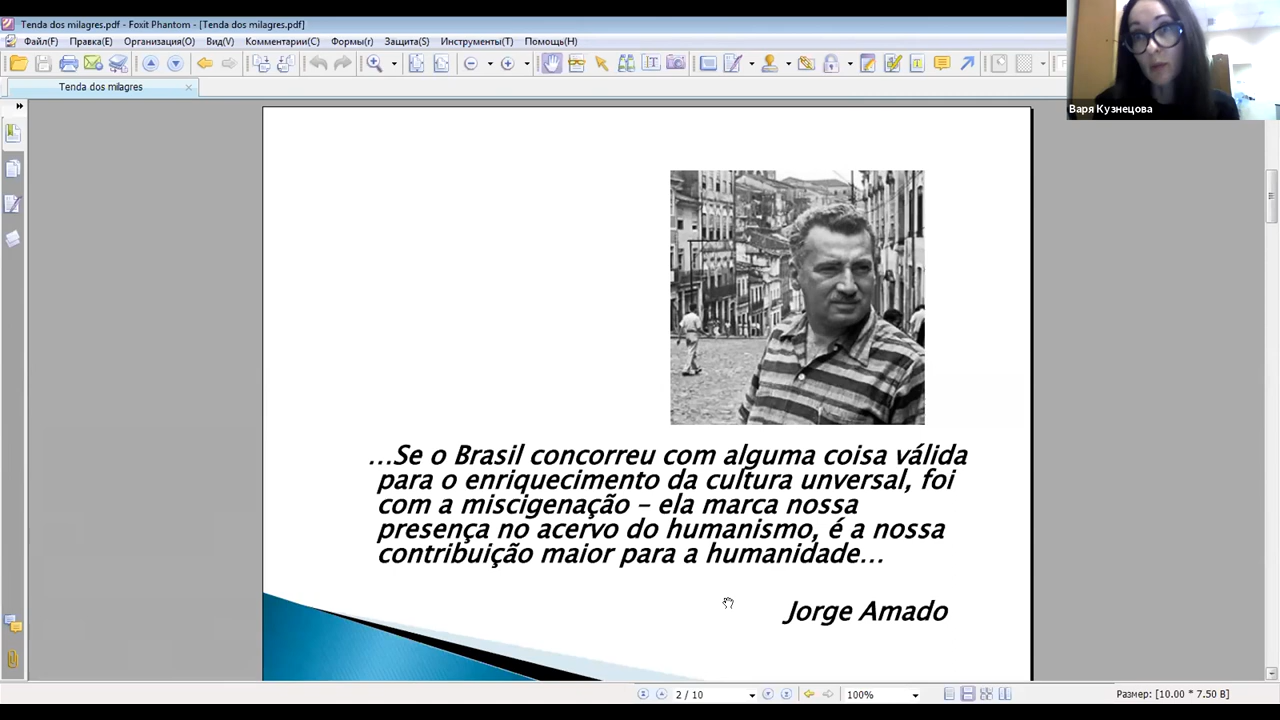 Tenda dos milagres.pdf - Foxit Phantom - [Tenda dos milagres.pdf]
Файл(F) Правка(E) Организация(O) Вид(V) Комментарии(C) Формы(r) Защита(S) Инструменты(T) Помощь(H)
Tenda dos milagres
Варя Кузнецова
...Se o Brasil concorreu com alguma coisa válida
para o enriquecimento da cultura unversal, foi
com a miscigenação – ela marca nossa
presença no acervo do humanismo, é a nossa
contribuição maior para a humanidade...
Jorge Amado
2 / 10
100%
Размер: [10.00 * 7.50 В]